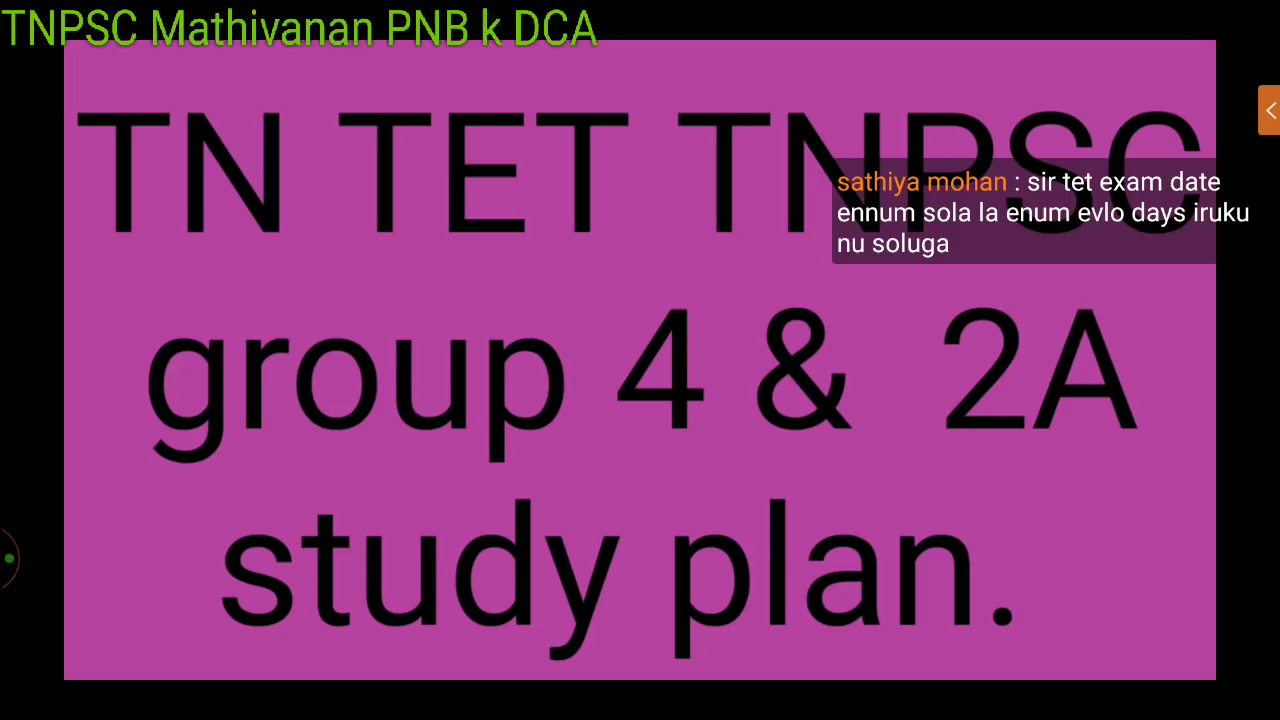 TNPSC Mathivanan PNB k DCA
TN TET TNPSC
sathiya mohan : sir tet exam date
ennum sola la enum evlo days iruku
nu soluga
group 4 & 2A
study plan.